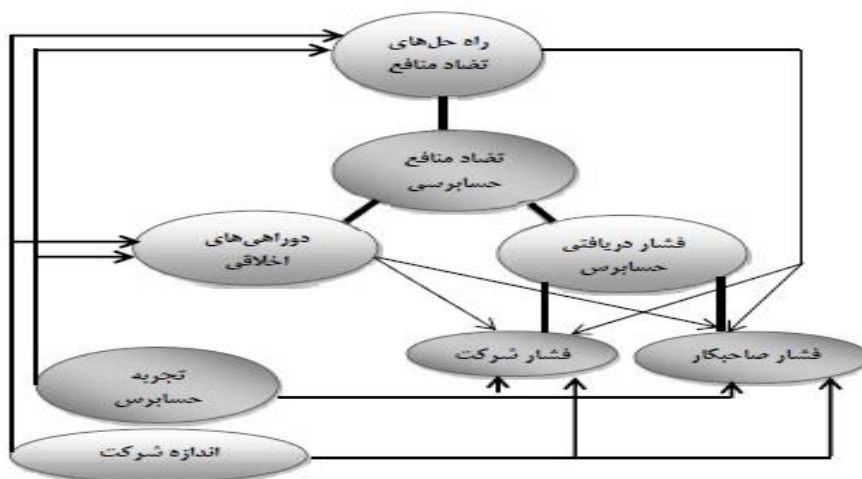 راه حل‌های
تضاد منافع
تضاد منافع
حسابرسی
دوراهی‌های
اخلاقی
فشار دریافتی
حسابرس
فشار شرکت
فشار صاحبکار
تجربه
حسابرس
اندازه شرکت